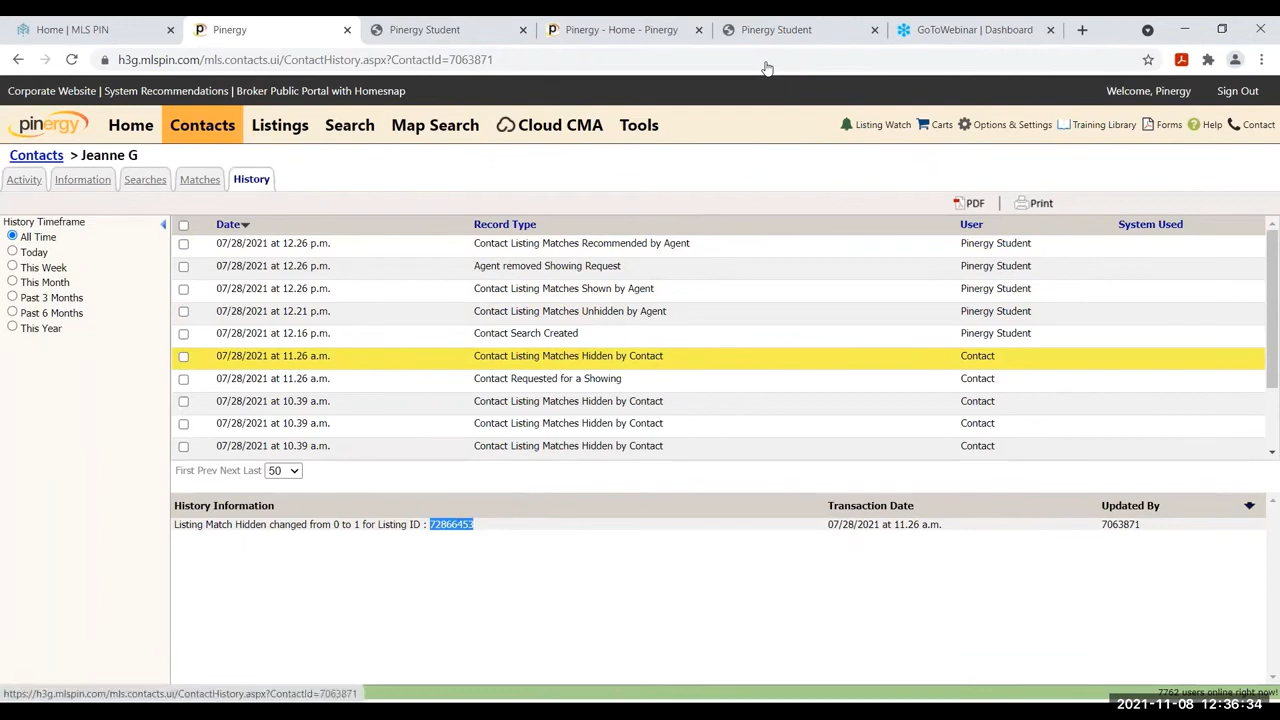 Home | MLS PIN
Pinergy
Pinergy Student
Pinergy - Home - Pinergy
Pinergy Student
GoToWebinar | Dashboard
h3g.mlspin.com/mls.contacts.ui/ContactHistory.aspx?ContactId=7063871
Corporate Website | System Recommendations | Broker Public Portal with Homesnap
Welcome, Pinergy
Sign Out
pinergy
Home
Contacts
Listings
Search
Map Search
Cloud CMA
Tools
Listing Watch
Carts
Options & Settings
Training Library
Forms
Help
Contact
Contacts > Jeanne G
Activity
Information
Searches
Matches
History
PDF
Print
History Timeframe
All Time
Today
This Week
This Month
Past 3 Months
Past 6 Months
This Year
Date Record Type User System Used
07/28/2021 at 12.26 p.m. Contact Listing Matches Recommended by Agent Pinergy Student
07/28/2021 at 12.26 p.m. Agent removed Showing Request Pinergy Student
07/28/2021 at 12.26 p.m. Contact Listing Matches Shown by Agent Pinergy Student
07/28/2021 at 12.21 p.m. Contact Listing Matches Unhidden by Agent Pinergy Student
07/28/2021 at 12.16 p.m. Contact Search Created Pinergy Student
07/28/2021 at 11.26 a.m. Contact Listing Matches Hidden by Contact Contact
07/28/2021 at 11.26 a.m. Contact Requested for a Showing Contact
07/28/2021 at 10.39 a.m. Contact Listing Matches Hidden by Contact Contact
07/28/2021 at 10.39 a.m. Contact Listing Matches Hidden by Contact Contact
07/28/2021 at 10.39 a.m. Contact Listing Matches Hidden by Contact Contact
First Prev Next Last 50
History Information Transaction Date Updated By
Listing Match Hidden changed from 0 to 1 for Listing ID : 72866453 07/28/2021 at 11.26 a.m. 7063871
https://h3g.mlspin.com/mls.contacts.ui/ContactHistory.aspx?ContactId=7063871
7762 users online right now!
2021-11-08 12:36:34